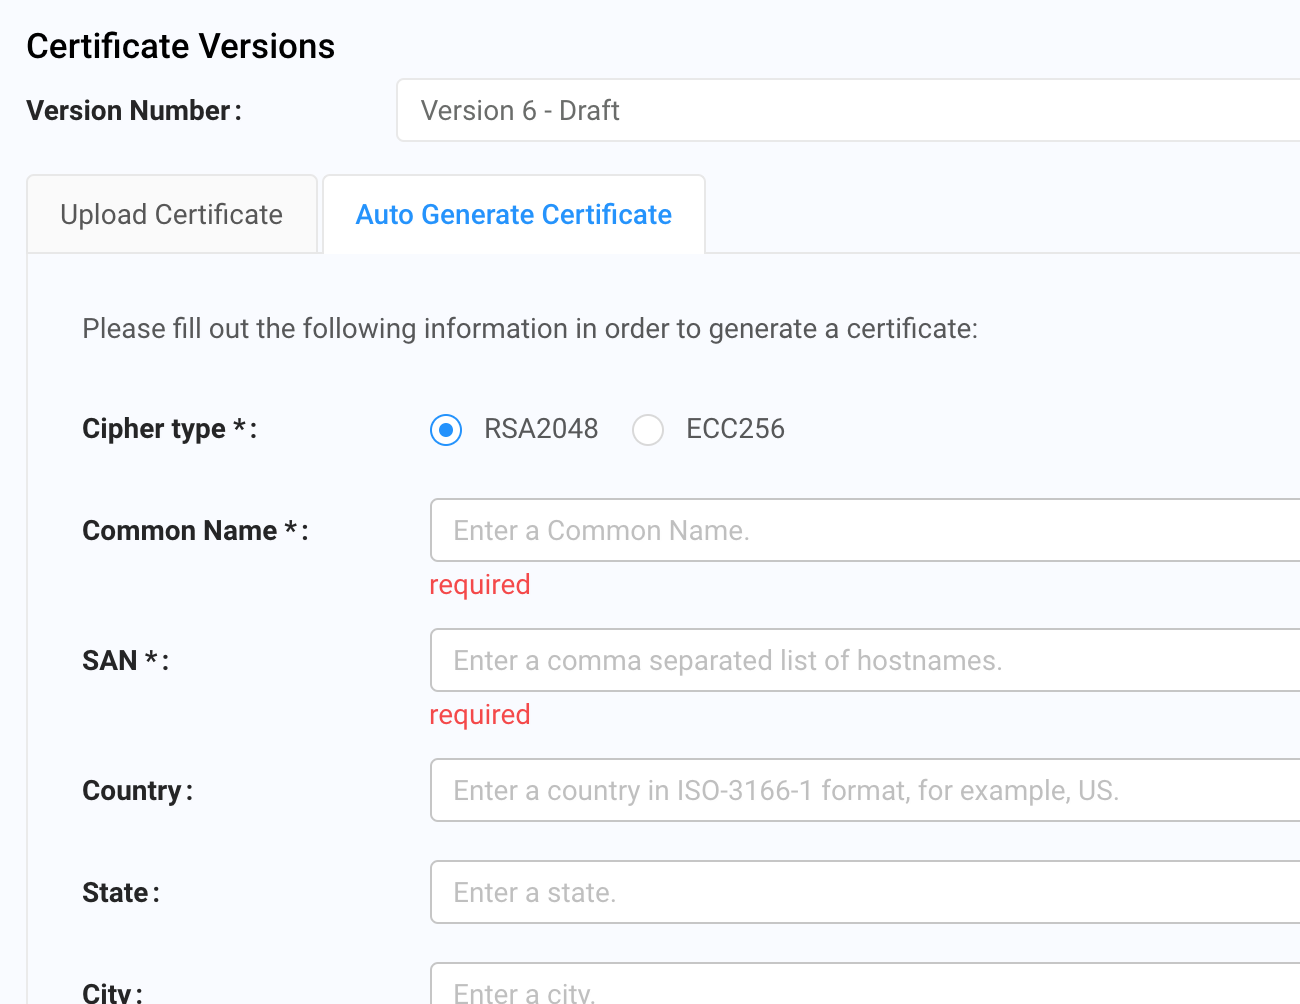 Certificate Versions
Version Number: Version 6 - Draft
Upload Certificate Auto Generate Certificate
Please fill out the following information in order to generate a certificate:
Cipher type *: RSA2048 ECC256
Common Name *: Enter a Common Name.
required
SAN *: Enter a comma separated list of hostnames.
required
Country: Enter a country in ISO-3166-1 format, for example, US.
State: Enter a state.
City: Enter a city.